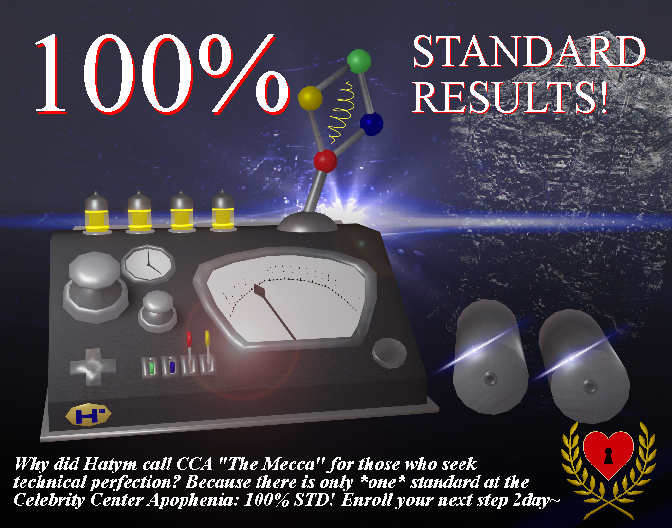 100%
STANDARD
RESULTS!
H"
Why did Hatym call CCA "The Mecca" for those who seek
technical perfection? Because there is only *one* standard at the
Celebrity Center Apophenia: 100% STD! Enroll your next step 2day~